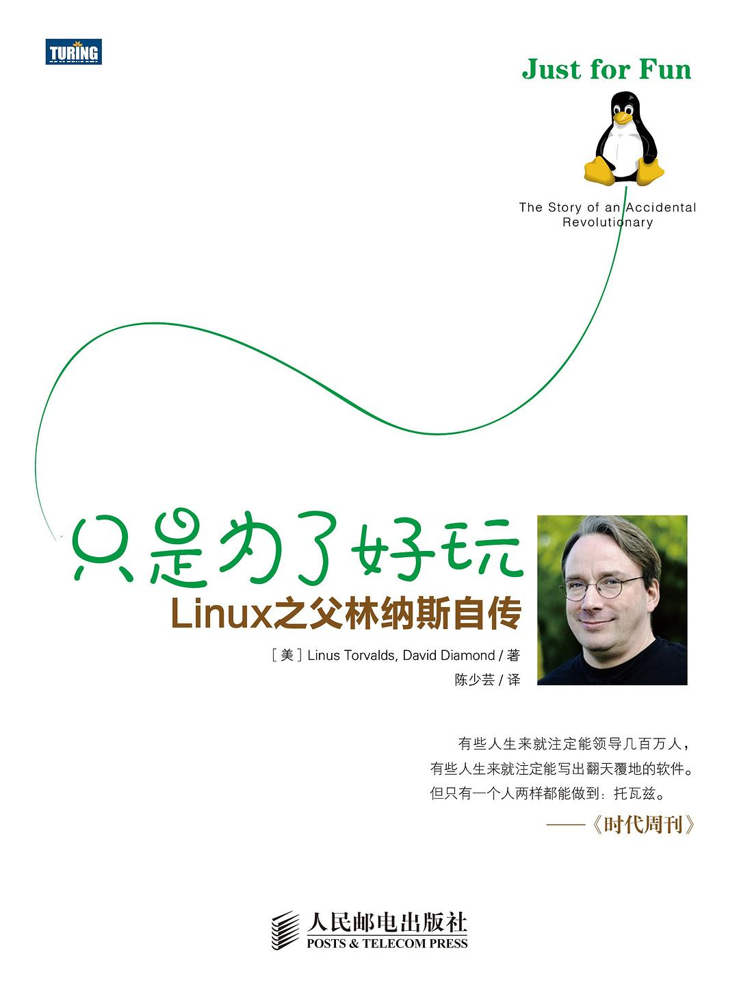 TURING
Just for Fun
The Story of an Accidental
Revolutionary
只是为了好玩
Linux之父林纳斯自传
［美］Linus Torvalds, David Diamond / 著
陈少芸 / 译
有些人生来就注定能领导几百万人，
有些人生来就注定能写出翻天覆地的软件。
但只有一个人两样都能做到：托瓦兹。
——《时代周刊》
人民邮电出版社
POSTS & TELECOM PRESS